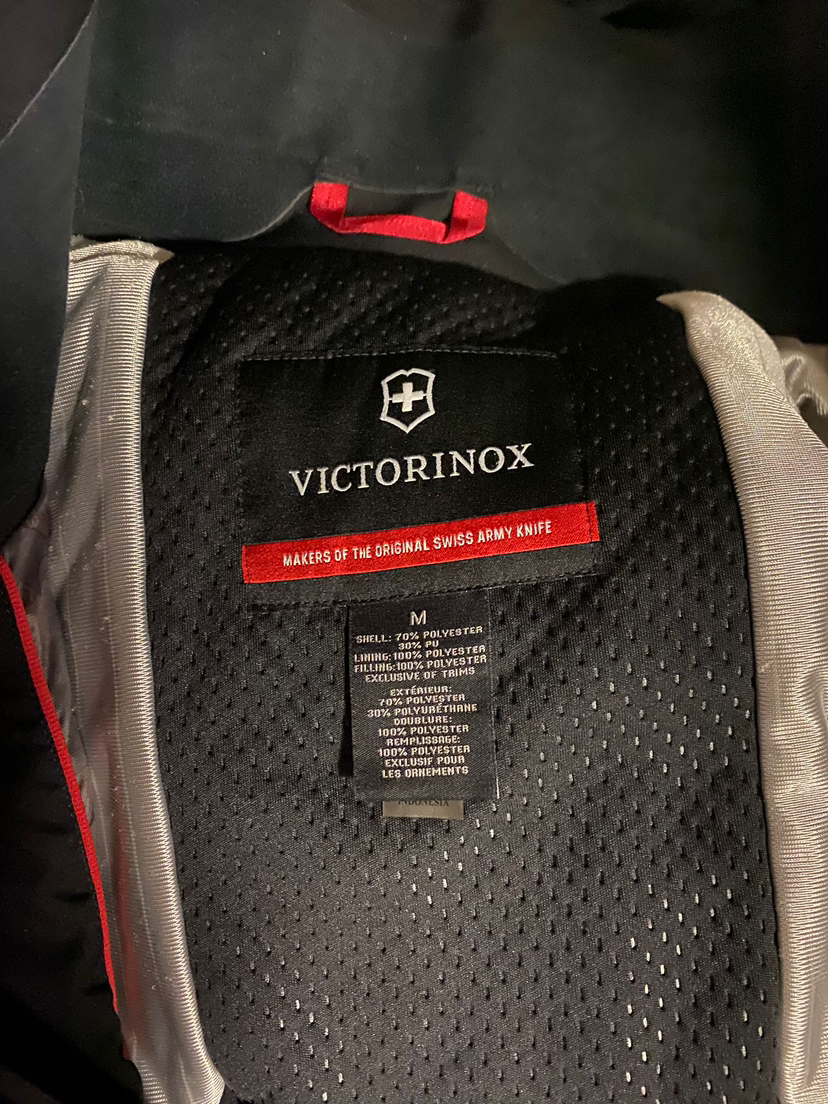 VICTORINOX
MAKERS OF THE ORIGINAL SWISS ARMY KNIFE
M
SHELL: 70% POLYESTER
30% PU
LINING:100% POLYESTER
FILLING:100% POLYESTER
EXCLUSIVE OF TRIMS
EXTÉRIEUR:
70% POLYESTER
30% POLYURÉTHANE
DOUBLURE:
100% POLYESTER
REMPLISSAGE:
100% POLYESTER
EXCLUSIF POUR
LES ORNEMENTS
INDONESIA